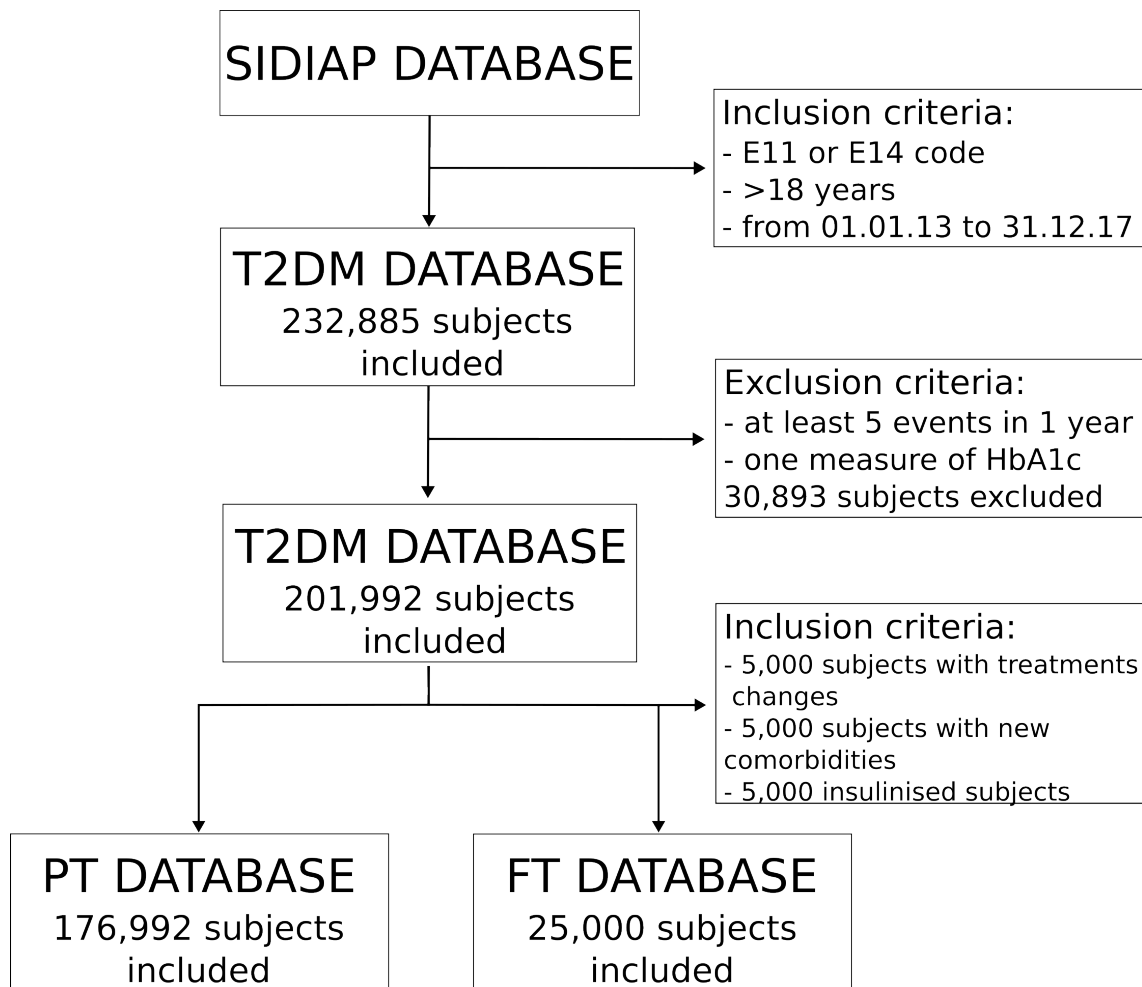 SIDIAP DATABASE
Inclusion criteria:
- E11 or E14 code
- >18 years
- from 01.01.13 to 31.12.17
T2DM DATABASE
232,885 subjects
included
Exclusion criteria:
- at least 5 events in 1 year
- one measure of HbA1c
30,893 subjects excluded
T2DM DATABASE
201,992 subjects
included
Inclusion criteria:
- 5,000 subjects with treatments
changes
- 5,000 subjects with new
comorbidities
- 5,000 insulinised subjects
PT DATABASE
176,992 subjects
included
FT DATABASE
25,000 subjects
included